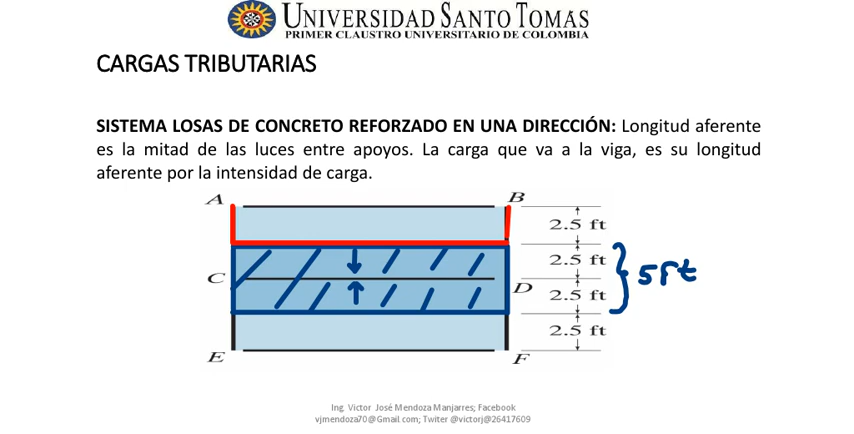 UNIVERSIDAD SANTO TOMAS
PRIMER CLAUSTRO UNIVERSITARIO DE COLOMBIA
CARGAS TRIBUTARIAS
SISTEMA LOSAS DE CONCRETO REFORZADO EN UNA DIRECCIÓN: Longitud aferente
es la mitad de las luces entre apoyos. La carga que va a la viga, es su longitud
aferente por la intensidad de carga.
A
B
2.5 ft
2.5 ft
5ft
C
D
2.5 ft
2.5 ft
E
F
Ing. Victor José Mendoza Manjarres; Facebook
vjmendoza70@Gmail.com; Twiter @victorj@26417609